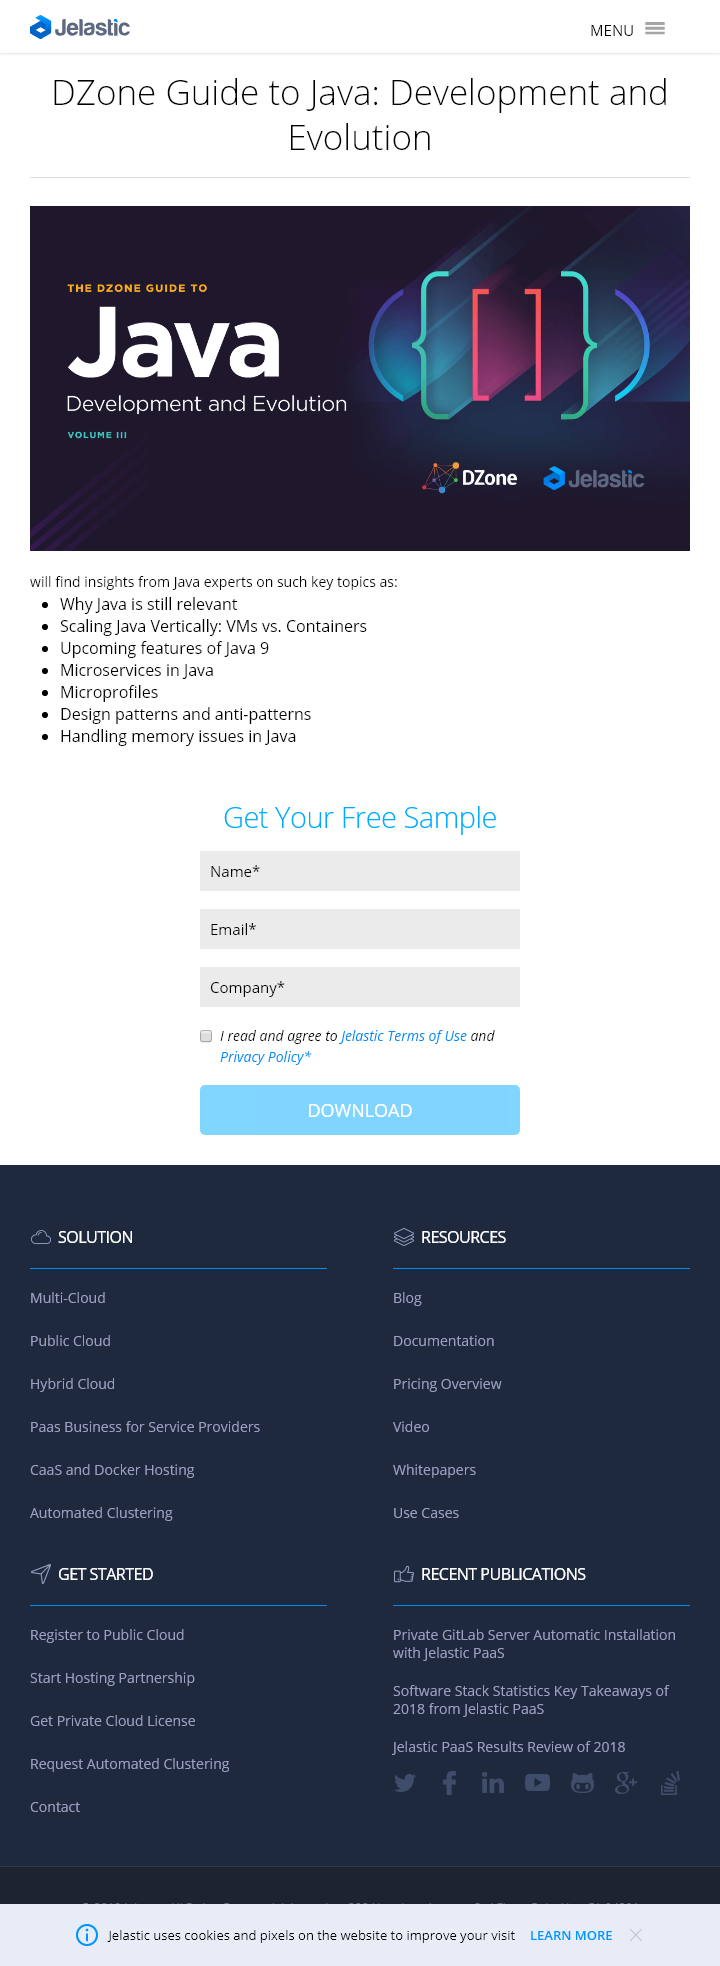 Jelastic
MENU
DZone Guide to Java: Development and
Evolution
THE DZONE GUIDE TO
Java
Development and Evolution
VOLUME III
{[]}
DZone
Jelastic
will find insights from Java experts on such key topics as:
Why Java is still relevant
Scaling Java Vertically: VMs vs. Containers
Upcoming features of Java 9
Microservices in Java
Microprofiles
Design patterns and anti-patterns
Handling memory issues in Java
Get Your Free Sample
Name*
Email*
Company*
I read and agree to Jelastic Terms of Use and
Privacy Policy*
DOWNLOAD
SOLUTION
Multi-Cloud
Public Cloud
Hybrid Cloud
Paas Business for Service Providers
CaaS and Docker Hosting
Automated Clustering
RESOURCES
Blog
Documentation
Pricing Overview
Video
Whitepapers
Use Cases
GET STARTED
Register to Public Cloud
Start Hosting Partnership
Get Private Cloud License
Request Automated Clustering
Contact
RECENT PUBLICATIONS
Private GitLab Server Automatic Installation
with Jelastic PaaS
Software Stack Statistics Key Takeaways of
2018 from Jelastic PaaS
Jelastic PaaS Results Review of 2018
Jelastic uses cookies and pixels on the website to improve your visit
LEARN MORE